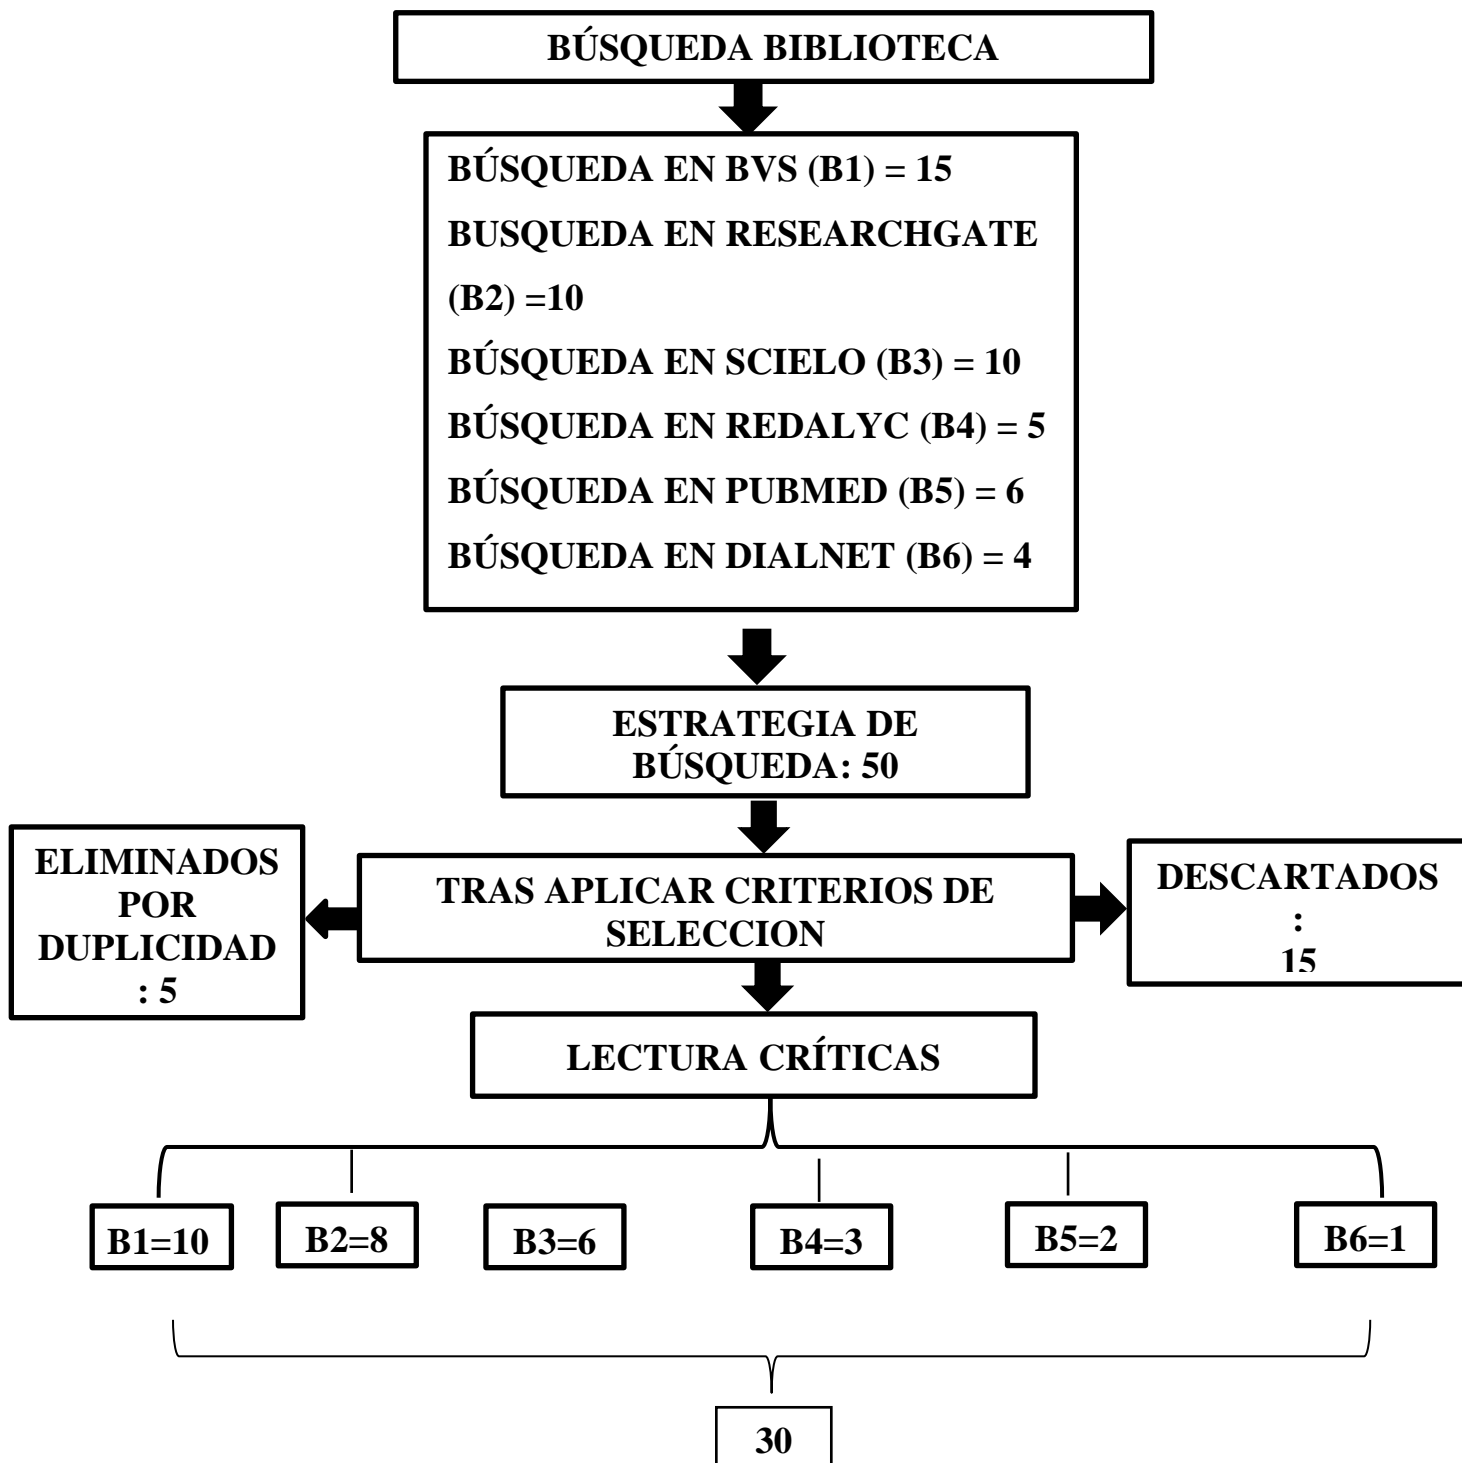 BÚSQUEDA BIBLIOTECA
BÚSQUEDA EN BVS (B1) = 15
BUSQUEDA EN RESEARCHGATE
(B2) =10
BÚSQUEDA EN SCIELO (B3) = 10
BÚSQUEDA EN REDALYC (B4) = 5
BÚSQUEDA EN PUBMED (B5) = 6
BÚSQUEDA EN DIALNET (B6) = 4
ESTRATEGIA DE
BÚSQUEDA: 50
ELIMINADOS
POR
DUPLICIDAD
: 5
TRAS APLICAR CRITERIOS DE
SELECCION
DESCARTADOS
:
15
LECTURA CRÍTICAS
B1=10
B2=8
B3=6
B4=3
B5=2
B6=1
30